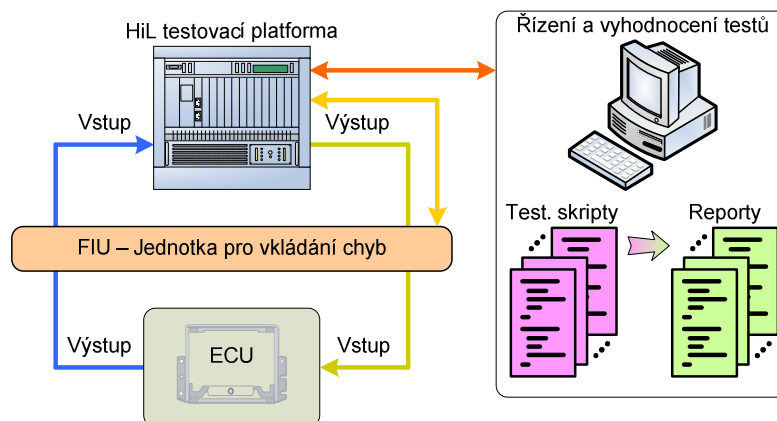 HiL testovací platforma
Řízení a vyhodnocení testů
Vstup
Výstup
Test. skripty
Reporty
FIU – Jednotka pro vkládání chyb
Výstup
ECU
Vstup